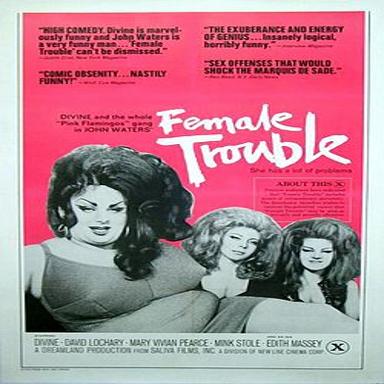 "HIGH COMEDY. Divine is marvel-
ously funny and John Waters is
a very funny man...'Female
Trouble' can't be dismissed."
"COMIC OBSENITY...NASTILY
FUNNY!"
"THE EXUBERANCE AND ENERGY
OF GENIUS...Insanely logical,
horribly funny."
—Interview Magazine
"SEX OFFENSES THAT WOULD
SHOCK THE MARQUIS DE SADE."
DIVINE and the whole
"Pink Flamingos" gang
in JOHN WATERS'
Female
Trouble
She has a lot of problems
ABOUT THIS X
DIVINE · DAVID LOCHARY · MARY VIVIAN PEARCE · MINK STOLE · EDITH MASSEY
A DREAMLAND PRODUCTION FROM SALIVA FILMS, INC. A DIVISION OF NEW LINE CINEMA CORP.
X